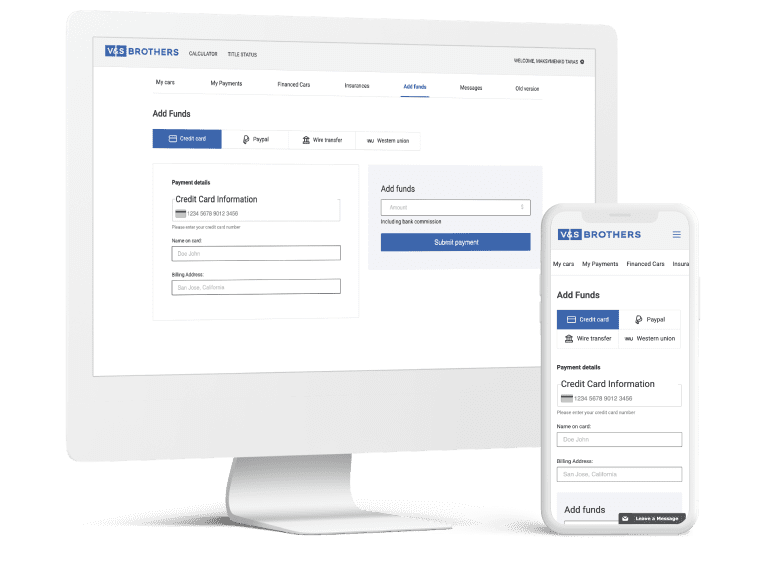 V&S BROTHERS CALCULATOR TITLE STATUS WELCOME, MAKSYMENKO TARAS
My cars My Payments Financed Cars Insurances Add funds Messages Old version
Add Funds
Credit card Paypal Wire transfer WU Western union
Payment details
Credit Card Information
1234 5678 9012 3456
Please enter your credit card number
Name on card:
Doe John
Billing Address:
San Jose, California
Add funds
Amount
Including bank commission
Submit payment
V&S BROTHERS
My cars My Payments Financed Cars Insura
Add Funds
Credit card Paypal
Wire transfer WU Western union
Payment details
Credit Card Information
1234 5678 9012 3456
Please enter your credit card number
Name on card:
Doe John
Billing Address:
San Jose, California
Add funds
Leave a Message